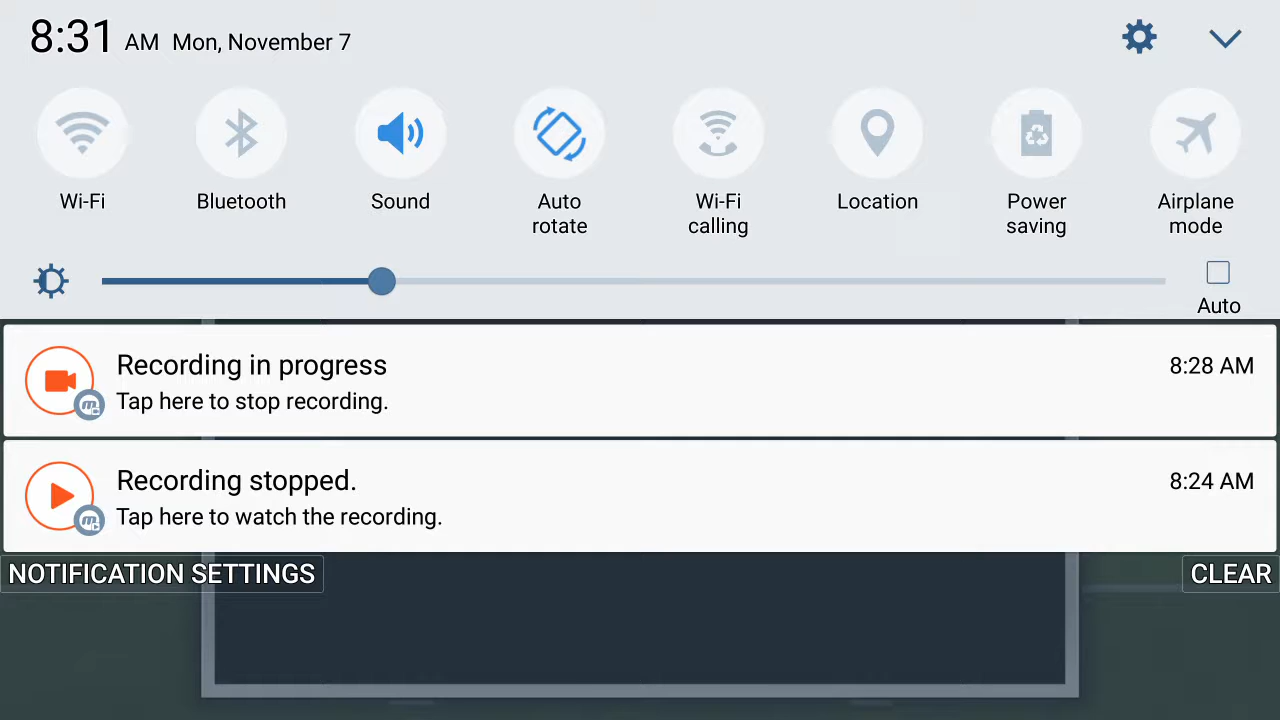 8:31 AM Mon, November 7
Wi-Fi
Bluetooth
Sound
Auto
rotate
Wi-Fi
calling
Location
Power
saving
Airplane
mode
Auto
Recording in progress
8:28 AM
Tap here to stop recording.
Recording stopped.
8:24 AM
Tap here to watch the recording.
NOTIFICATION SETTINGS
CLEAR